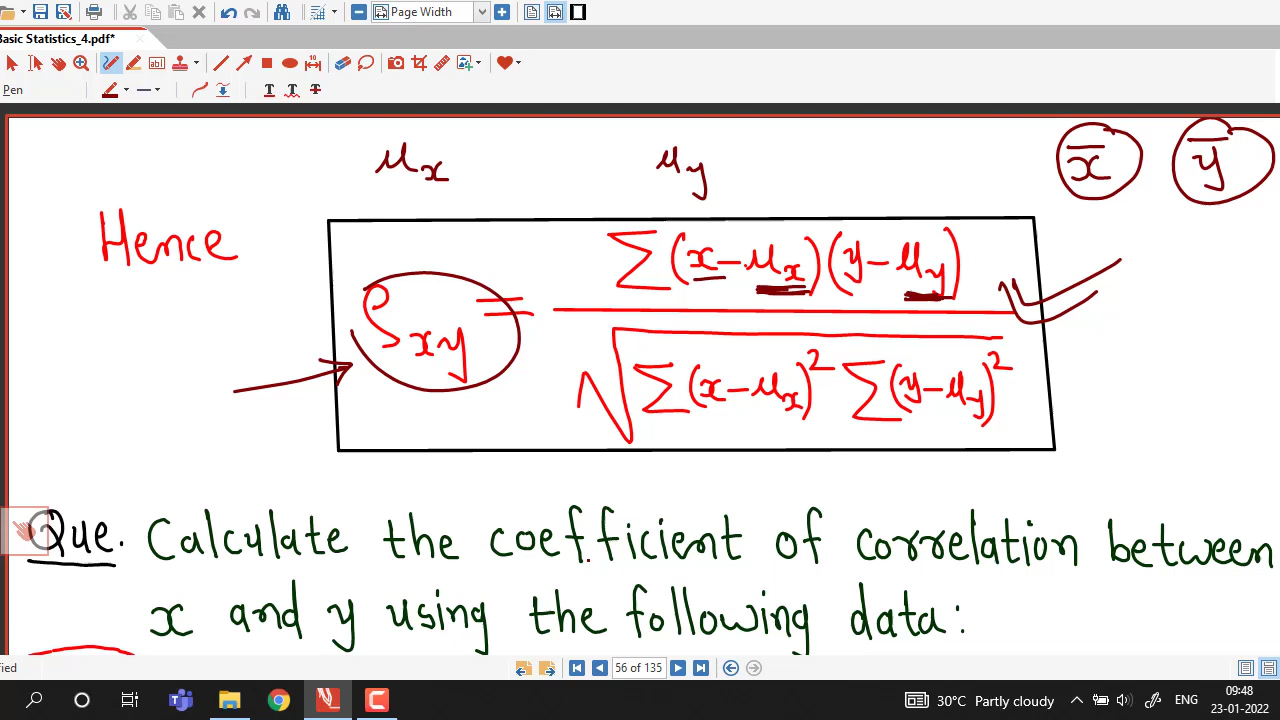 Page Width
Basic Statistics_4.pdf*
Pen
μx μy x̅ y̅
Hence
ρxy = Σ(x-μx)(y-μy) / √Σ(x-μx)² Σ(y-μy)²
Que. Calculate the coefficient of correlation between
x and y using the following data:
56 of 135
30°C Partly cloudy
ENG
09:48
23-01-2022